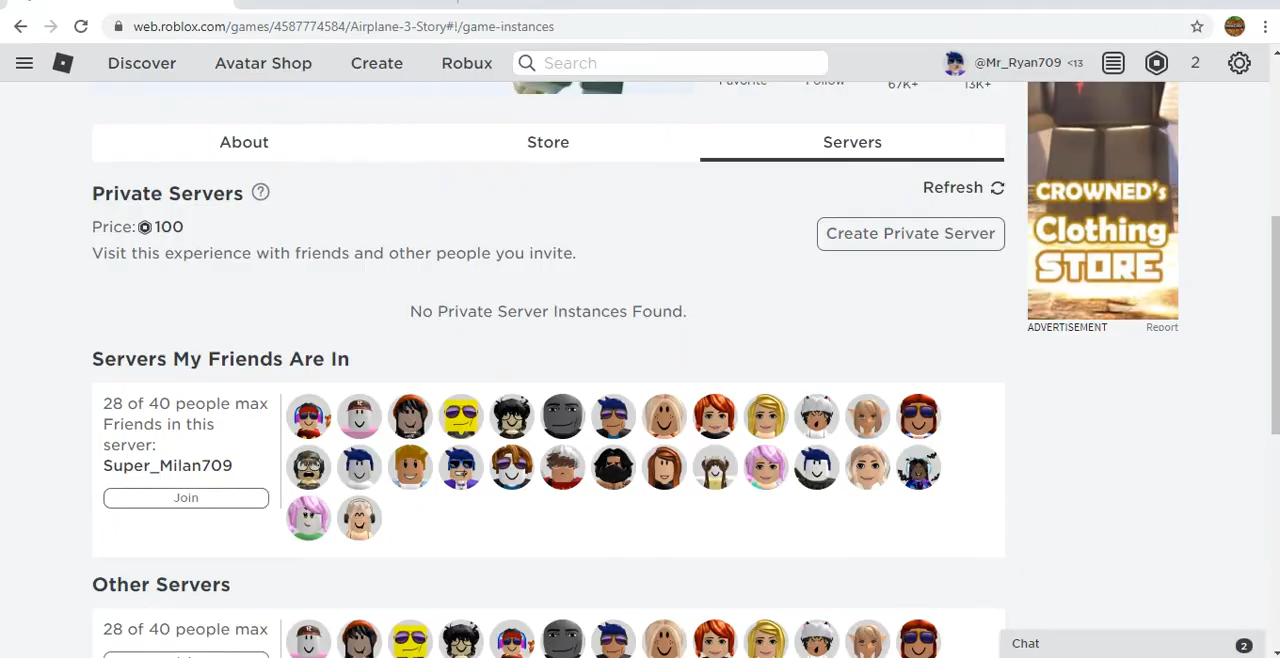 web.roblox.com/games/4587774584/Airplane-3-Story#!/game-instances
Discover Avatar Shop Create Robux Search @Mr_Ryan709 <13 2
Favorite Follow 67K+ 13K+
About Store Servers
Private Servers ?
Refresh
Price: 100
Create Private Server
Visit this experience with friends and other people you invite.
No Private Server Instances Found.
CROWNED's
Clothing
STORE
ADVERTISEMENT Report
Servers My Friends Are In
28 of 40 people max
Friends in this
server:
Super_Milan709
Join
Other Servers
28 of 40 people max
Chat 2